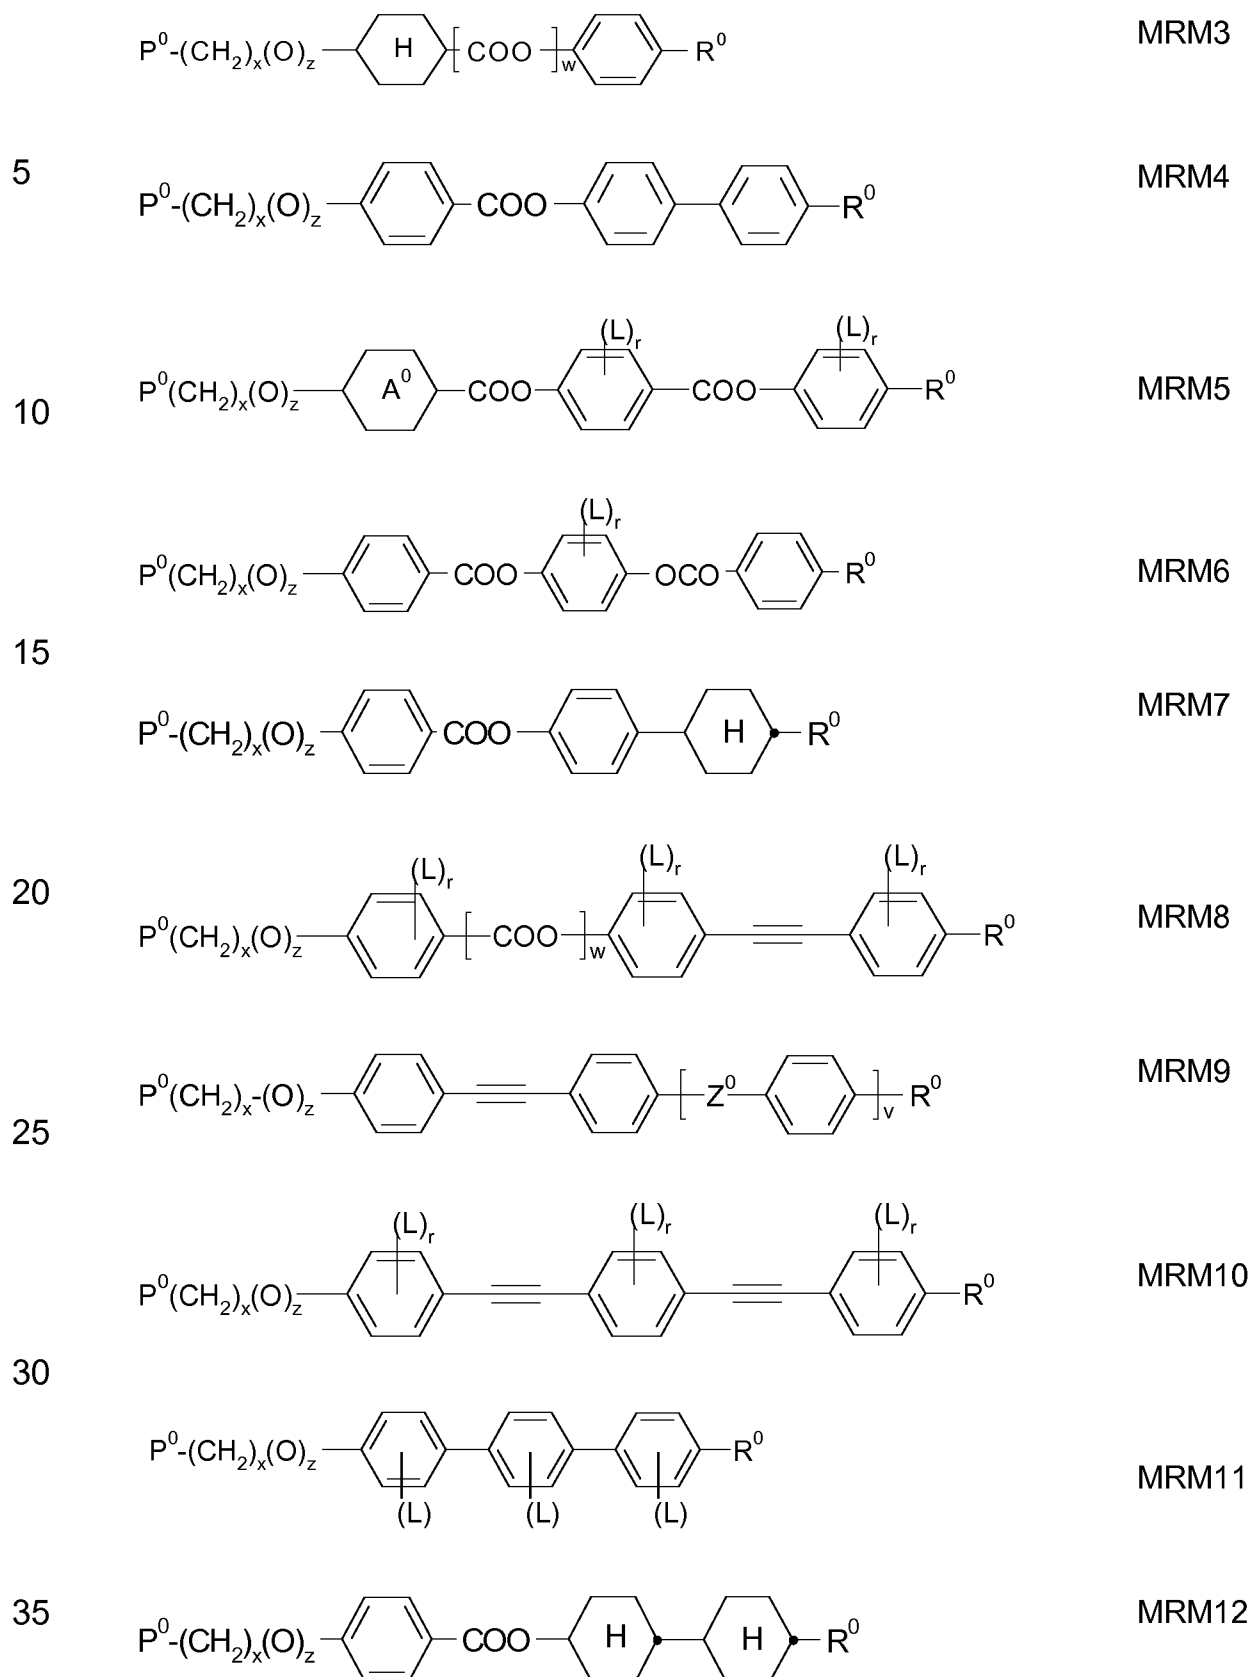 P⁰-(CH₂)ₓ(O)z H [ COO ]w R⁰ MRM3
5 P⁰-(CH₂)ₓ(O)z COO R⁰ MRM4
(L)r (L)r
10 P⁰(CH₂)ₓ(O)z A⁰ COO COO R⁰ MRM5
(L)r
P⁰(CH₂)ₓ(O)z COO OCO R⁰ MRM6
15
P⁰-(CH₂)ₓ(O)z COO H R⁰ MRM7
(L)r (L)r (L)r
20
P⁰(CH₂)ₓ(O)z [ COO ]w R⁰ MRM8
P⁰(CH₂)ₓ-(O)z [ Z⁰ ]v R⁰ MRM9
25
(L)r (L)r (L)r
P⁰(CH₂)ₓ(O)z R⁰ MRM10
30
P⁰-(CH₂)ₓ(O)z R⁰ MRM11
(L) (L) (L)
35 P⁰-(CH₂)ₓ(O)z COO H H R⁰ MRM12